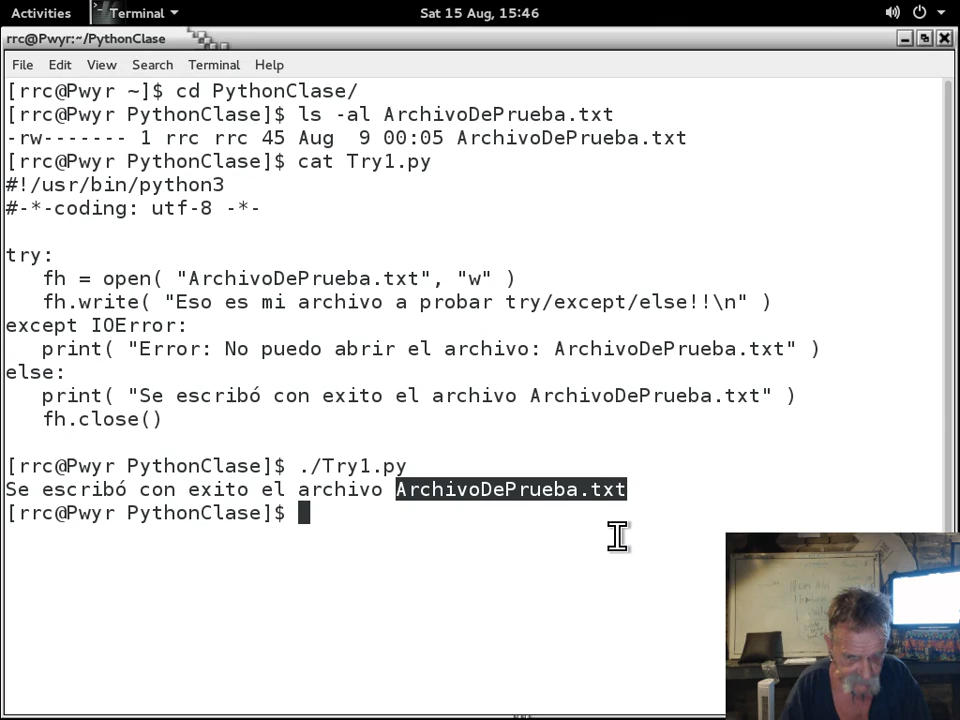 Activities
Terminal
Sat 15 Aug, 15:46
rrc@Pwyr:~/PythonClase
File Edit View Search Terminal Help
[rrc@Pwyr ~]$ cd PythonClase/
[rrc@Pwyr PythonClase]$ ls -al ArchivoDePrueba.txt
-rw------- 1 rrc rrc 45 Aug  9 00:05 ArchivoDePrueba.txt
[rrc@Pwyr PythonClase]$ cat Try1.py
#!/usr/bin/python3
#-*-coding: utf-8 -*-
try:
   fh = open( "ArchivoDePrueba.txt", "w" )
   fh.write( "Eso es mi archivo a probar try/except/else!!\n" )
except IOError:
   print( "Error: No puedo abrir el archivo: ArchivoDePrueba.txt" )
else:
   print( "Se escribó con exito el archivo ArchivoDePrueba.txt" )
   fh.close()
[rrc@Pwyr PythonClase]$ ./Try1.py
Se escribó con exito el archivo ArchivoDePrueba.txt
[rrc@Pwyr PythonClase]$